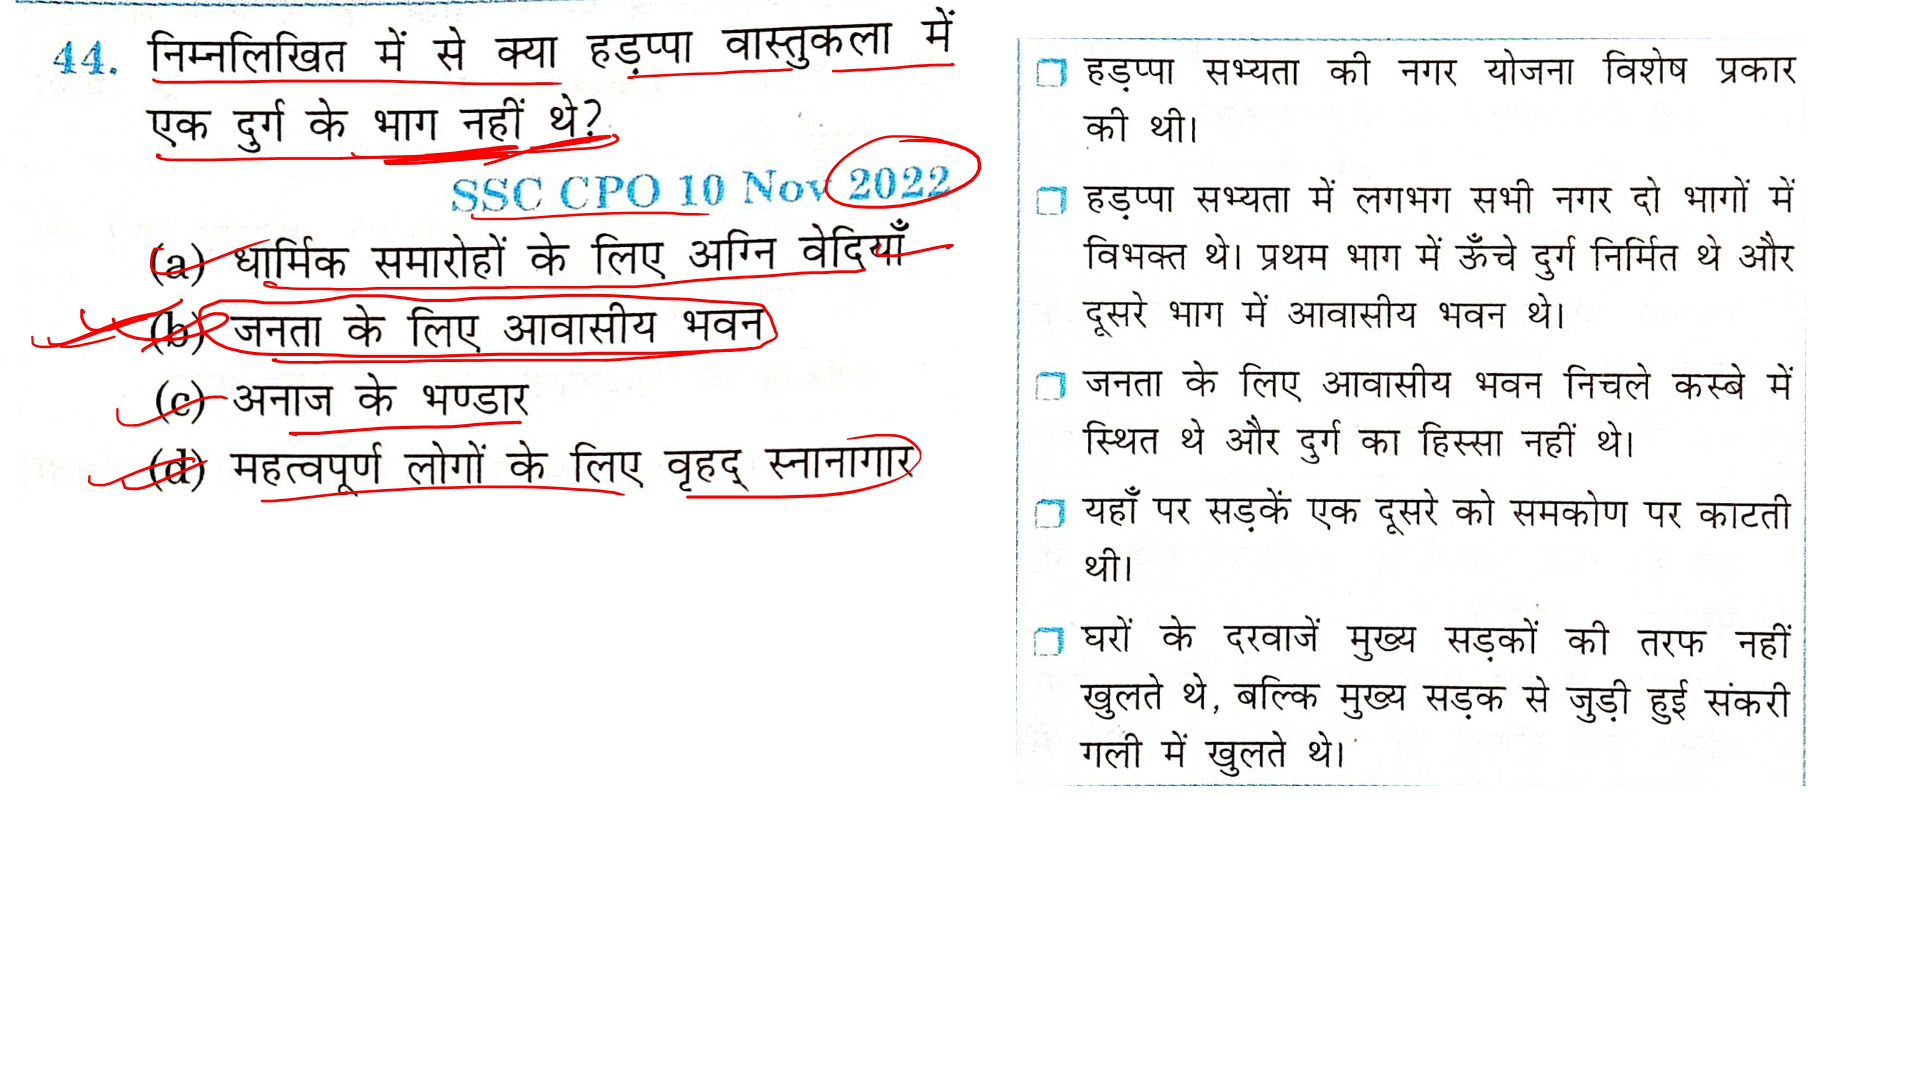 44. निम्नलिखित में से क्या हड़प्पा वास्तुकला में
एक दुर्ग के भाग नहीं थे?
SSC CPO 10 Nov 2022
(a) धार्मिक समारोहों के लिए अग्नि वेदियाँ
(b) जनता के लिए आवासीय भवन
(c) अनाज के भण्डार
(d) महत्वपूर्ण लोगों के लिए वृहद् स्नानागार
हड़प्पा सभ्यता की नगर योजना विशेष प्रकार
की थी।
हड़प्पा सभ्यता में लगभग सभी नगर दो भागों में
विभक्त थे। प्रथम भाग में ऊँचे दुर्ग निर्मित थे और
दूसरे भाग में आवासीय भवन थे।
जनता के लिए आवासीय भवन निचले कस्बे में
स्थित थे और दुर्ग का हिस्सा नहीं थे।
यहाँ पर सड़कें एक दूसरे को समकोण पर काटती
थी।
घरों के दरवाजें मुख्य सड़कों की तरफ नहीं
खुलते थे, बल्कि मुख्य सड़क से जुड़ी हुई संकरी
गली में खुलते थे।